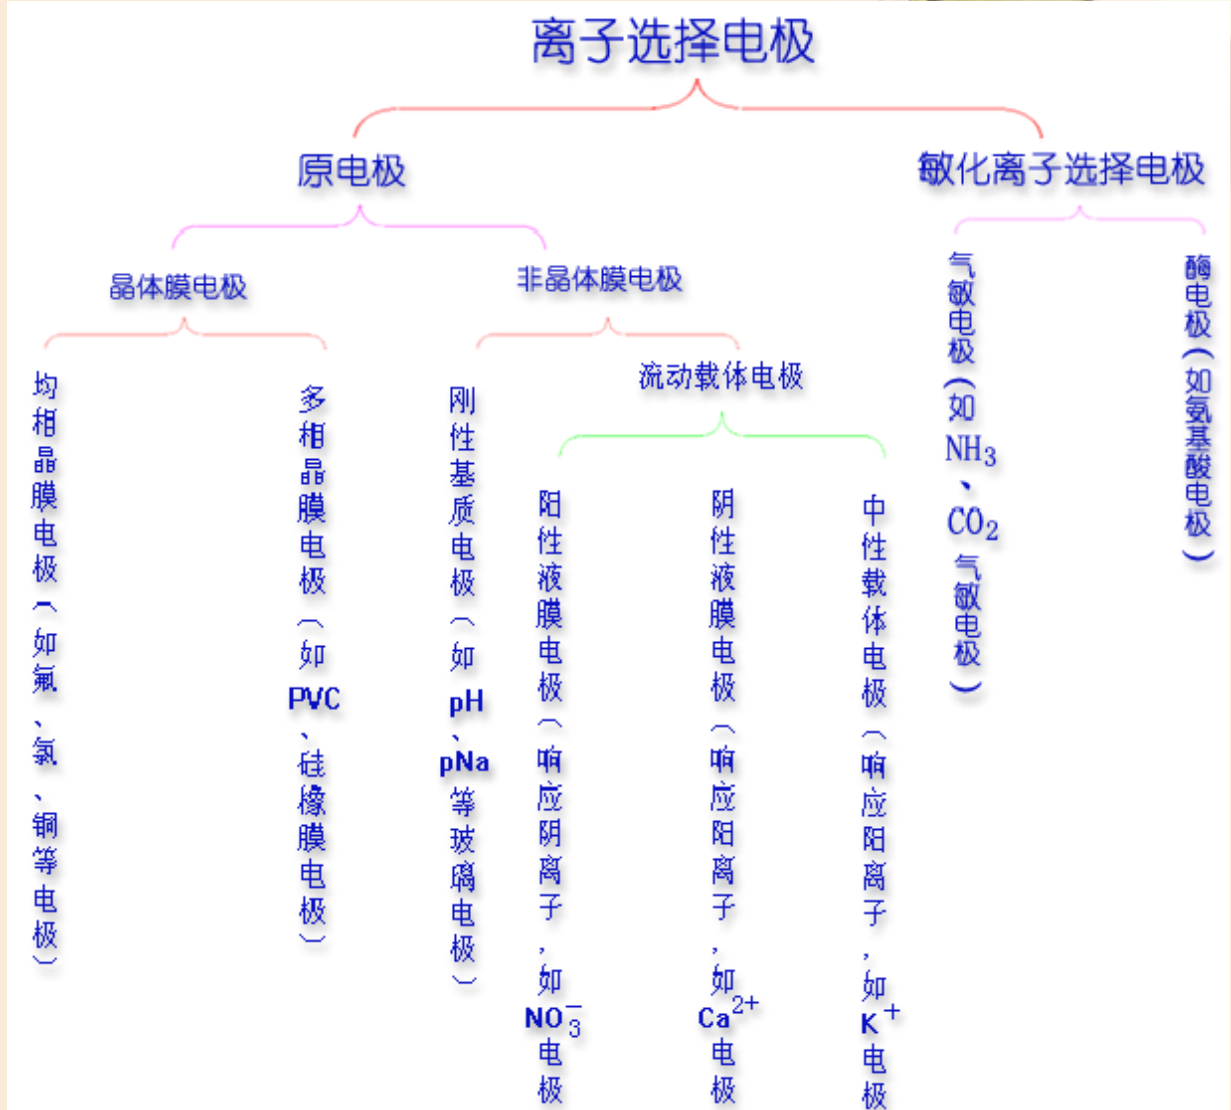 离子选择电极
原电极
敏化离子选择电极
晶体膜电极
非晶体膜电极
均相晶膜电极（如氟、氯、铜等电极）
多相晶膜电极（如PVC、硅橡膜电极）
刚性基质电极（如pH、pNa等玻璃电极）
流动载体电极
阳性液膜电极（响应阴离子，如NO₃⁻电极
阴性液膜电极（响应阳离子，如Ca²⁺电极
中性载体电极（响应阳离子，如K⁺电极
气敏电极（如NH₃、CO₂气敏电极）
酶电极（如氨基酸电极）